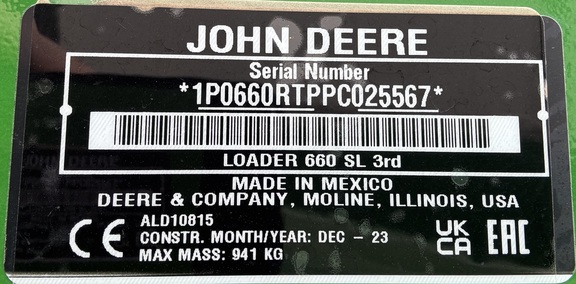 JOHN DEERE
Serial Number
*1P0660RTPPC025567*
LOADER 660 SL 3rd
MADE IN MEXICO
DEERE & COMPANY, MOLINE, ILLINOIS, USA
ALD10815
CE CONSTR. MONTH/YEAR: DEC - 23 UK CA EAC
MAX MASS: 941 KG